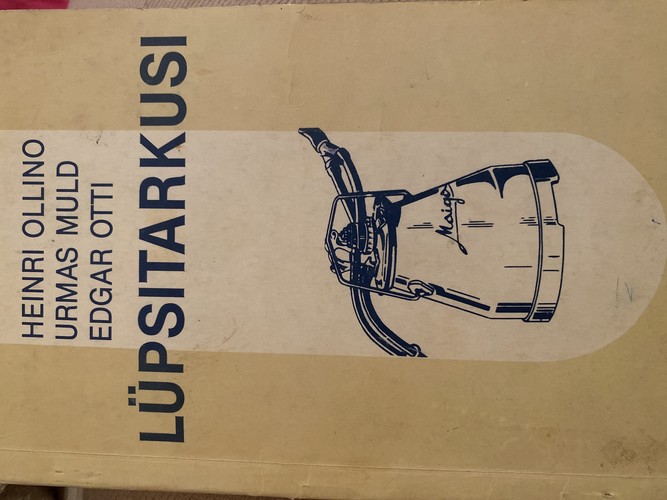 HEINRI OLLINO
URMAS MULD
EDGAR OTTI
LÜPSITARKUSI
Maiga